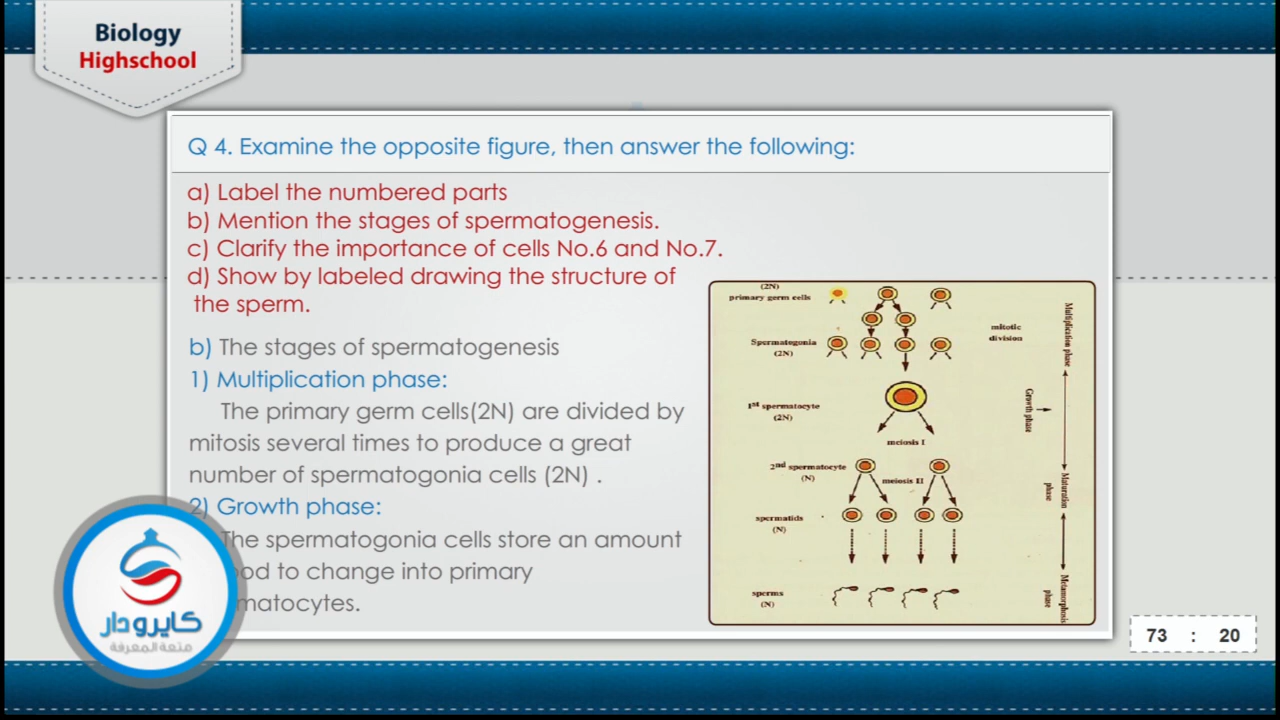 Biology
Highschool
Q 4. Examine the opposite figure, then answer the following:
a) Label the numbered parts
b) Mention the stages of spermatogenesis.
c) Clarify the importance of cells No.6 and No.7.
d) Show by labeled drawing the structure of
the sperm.
b) The stages of spermatogenesis
1) Multiplication phase:
The primary germ cells(2N) are divided by
mitosis several times to produce a great
number of spermatogonia cells (2N) .
2) Growth phase:
The spermatogonia cells store an amount
to change into primary
(2N)
primary germ cells
mitotic
division
Spermatogonia
(2N)
1st spermatocyte
(2N)
meiosis I
2nd spermatocyte
(N)
meiosis II
spermatids
(N)
sperms
(N)
Multiplication phase
Growth phase
Maturation phase
Metamorphosis phase
كايرودار
متعة المعرفة
73 : 20